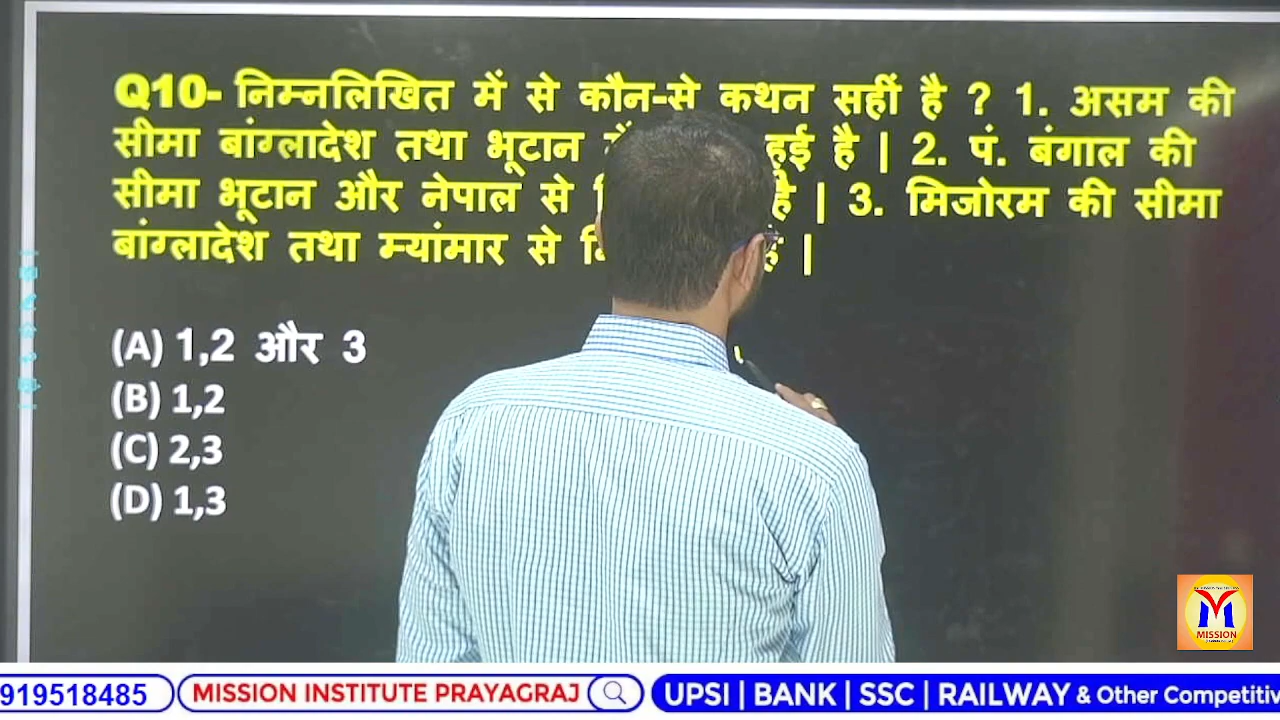 Q10- निम्नलिखित में से कौन-से कथन सहीं है ? 1. असम की
सीमा बांग्लादेश तथा भूटान हुई है | 2. पं. बंगाल की
सीमा भूटान और नेपाल से है | 3. मिजोरम की सीमा
बांग्लादेश तथा म्यांमार से |
(A) 1,2 और 3
(B) 1,2
(C) 2,3
(D) 1,3
MISSION
919518485 MISSION INSTITUTE PRAYAGRAJ UPSI | BANK | SSC | RAILWAY & Other Competitiv